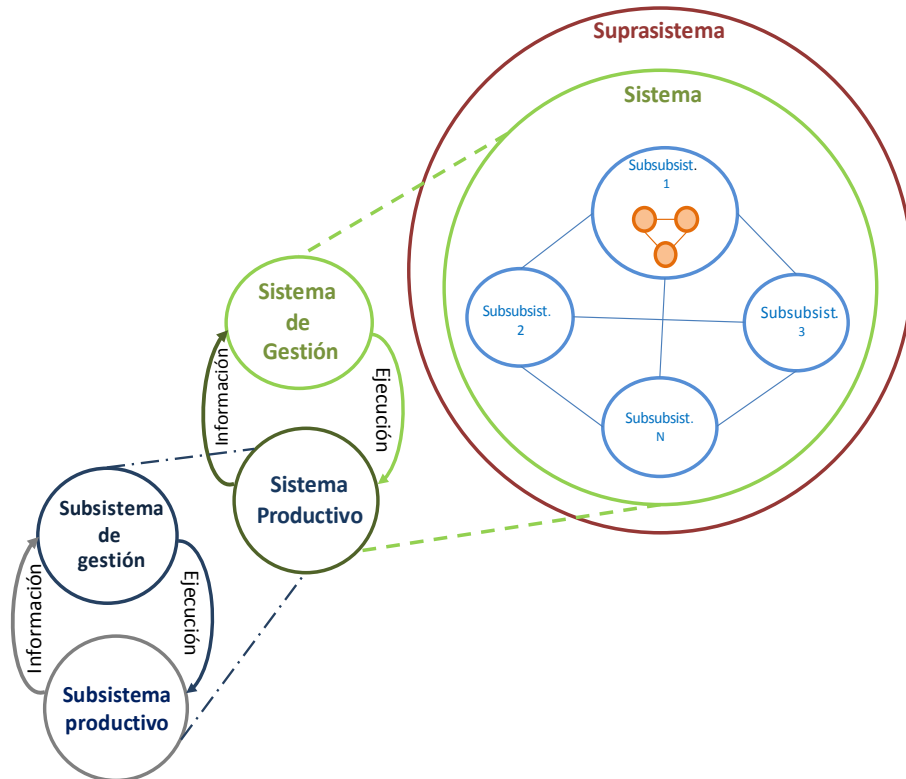 Suprasistema
Sistema
Subsubsist.
1
Subsubsist.
2
Subsubsist.
3
Subsubsist.
N
Sistema
de
Gestión
Información
Ejecución
Sistema
Productivo
Subsistema
de
gestión
Información
Ejecución
Subsistema
productivo